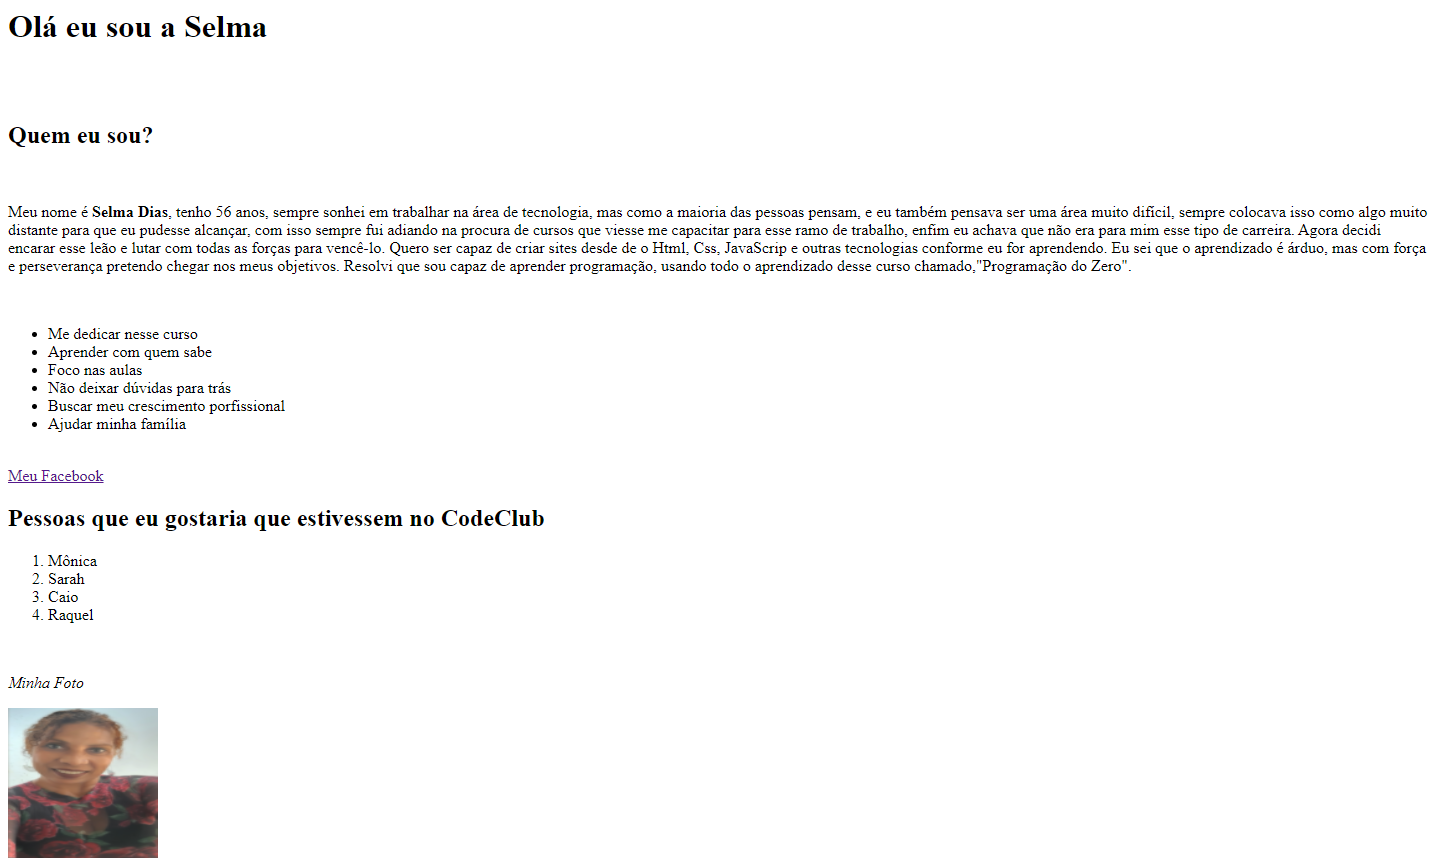 Olá eu sou a Selma
Quem eu sou?
Meu nome é Selma Dias, tenho 56 anos, sempre sonhei em trabalhar na área de tecnologia, mas como a maioria das pessoas pensam, e eu também pensava ser uma área muito difícil, sempre colocava isso como algo muito
distante para que eu pudesse alcançar, com isso sempre fui adiando na procura de cursos que viesse me capacitar para esse ramo de trabalho, enfim eu achava que não era para mim esse tipo de carreira. Agora decidi
encarar esse leão e lutar com todas as forças para vencê-lo. Quero ser capaz de criar sites desde de o Html, Css, JavaScrip e outras tecnologias conforme eu for aprendendo. Eu sei que o aprendizado é árduo, mas com força
e perseverança pretendo chegar nos meus objetivos. Resolvi que sou capaz de aprender programação, usando todo o aprendizado desse curso chamado,"Programação do Zero".
• Me dedicar nesse curso
• Aprender com quem sabe
• Foco nas aulas
• Não deixar dúvidas para trás
• Buscar meu crescimento porfissional
• Ajudar minha família
Meu Facebook
Pessoas que eu gostaria que estivessem no CodeClub
1. Mônica
2. Sarah
3. Caio
4. Raquel
Minha Foto